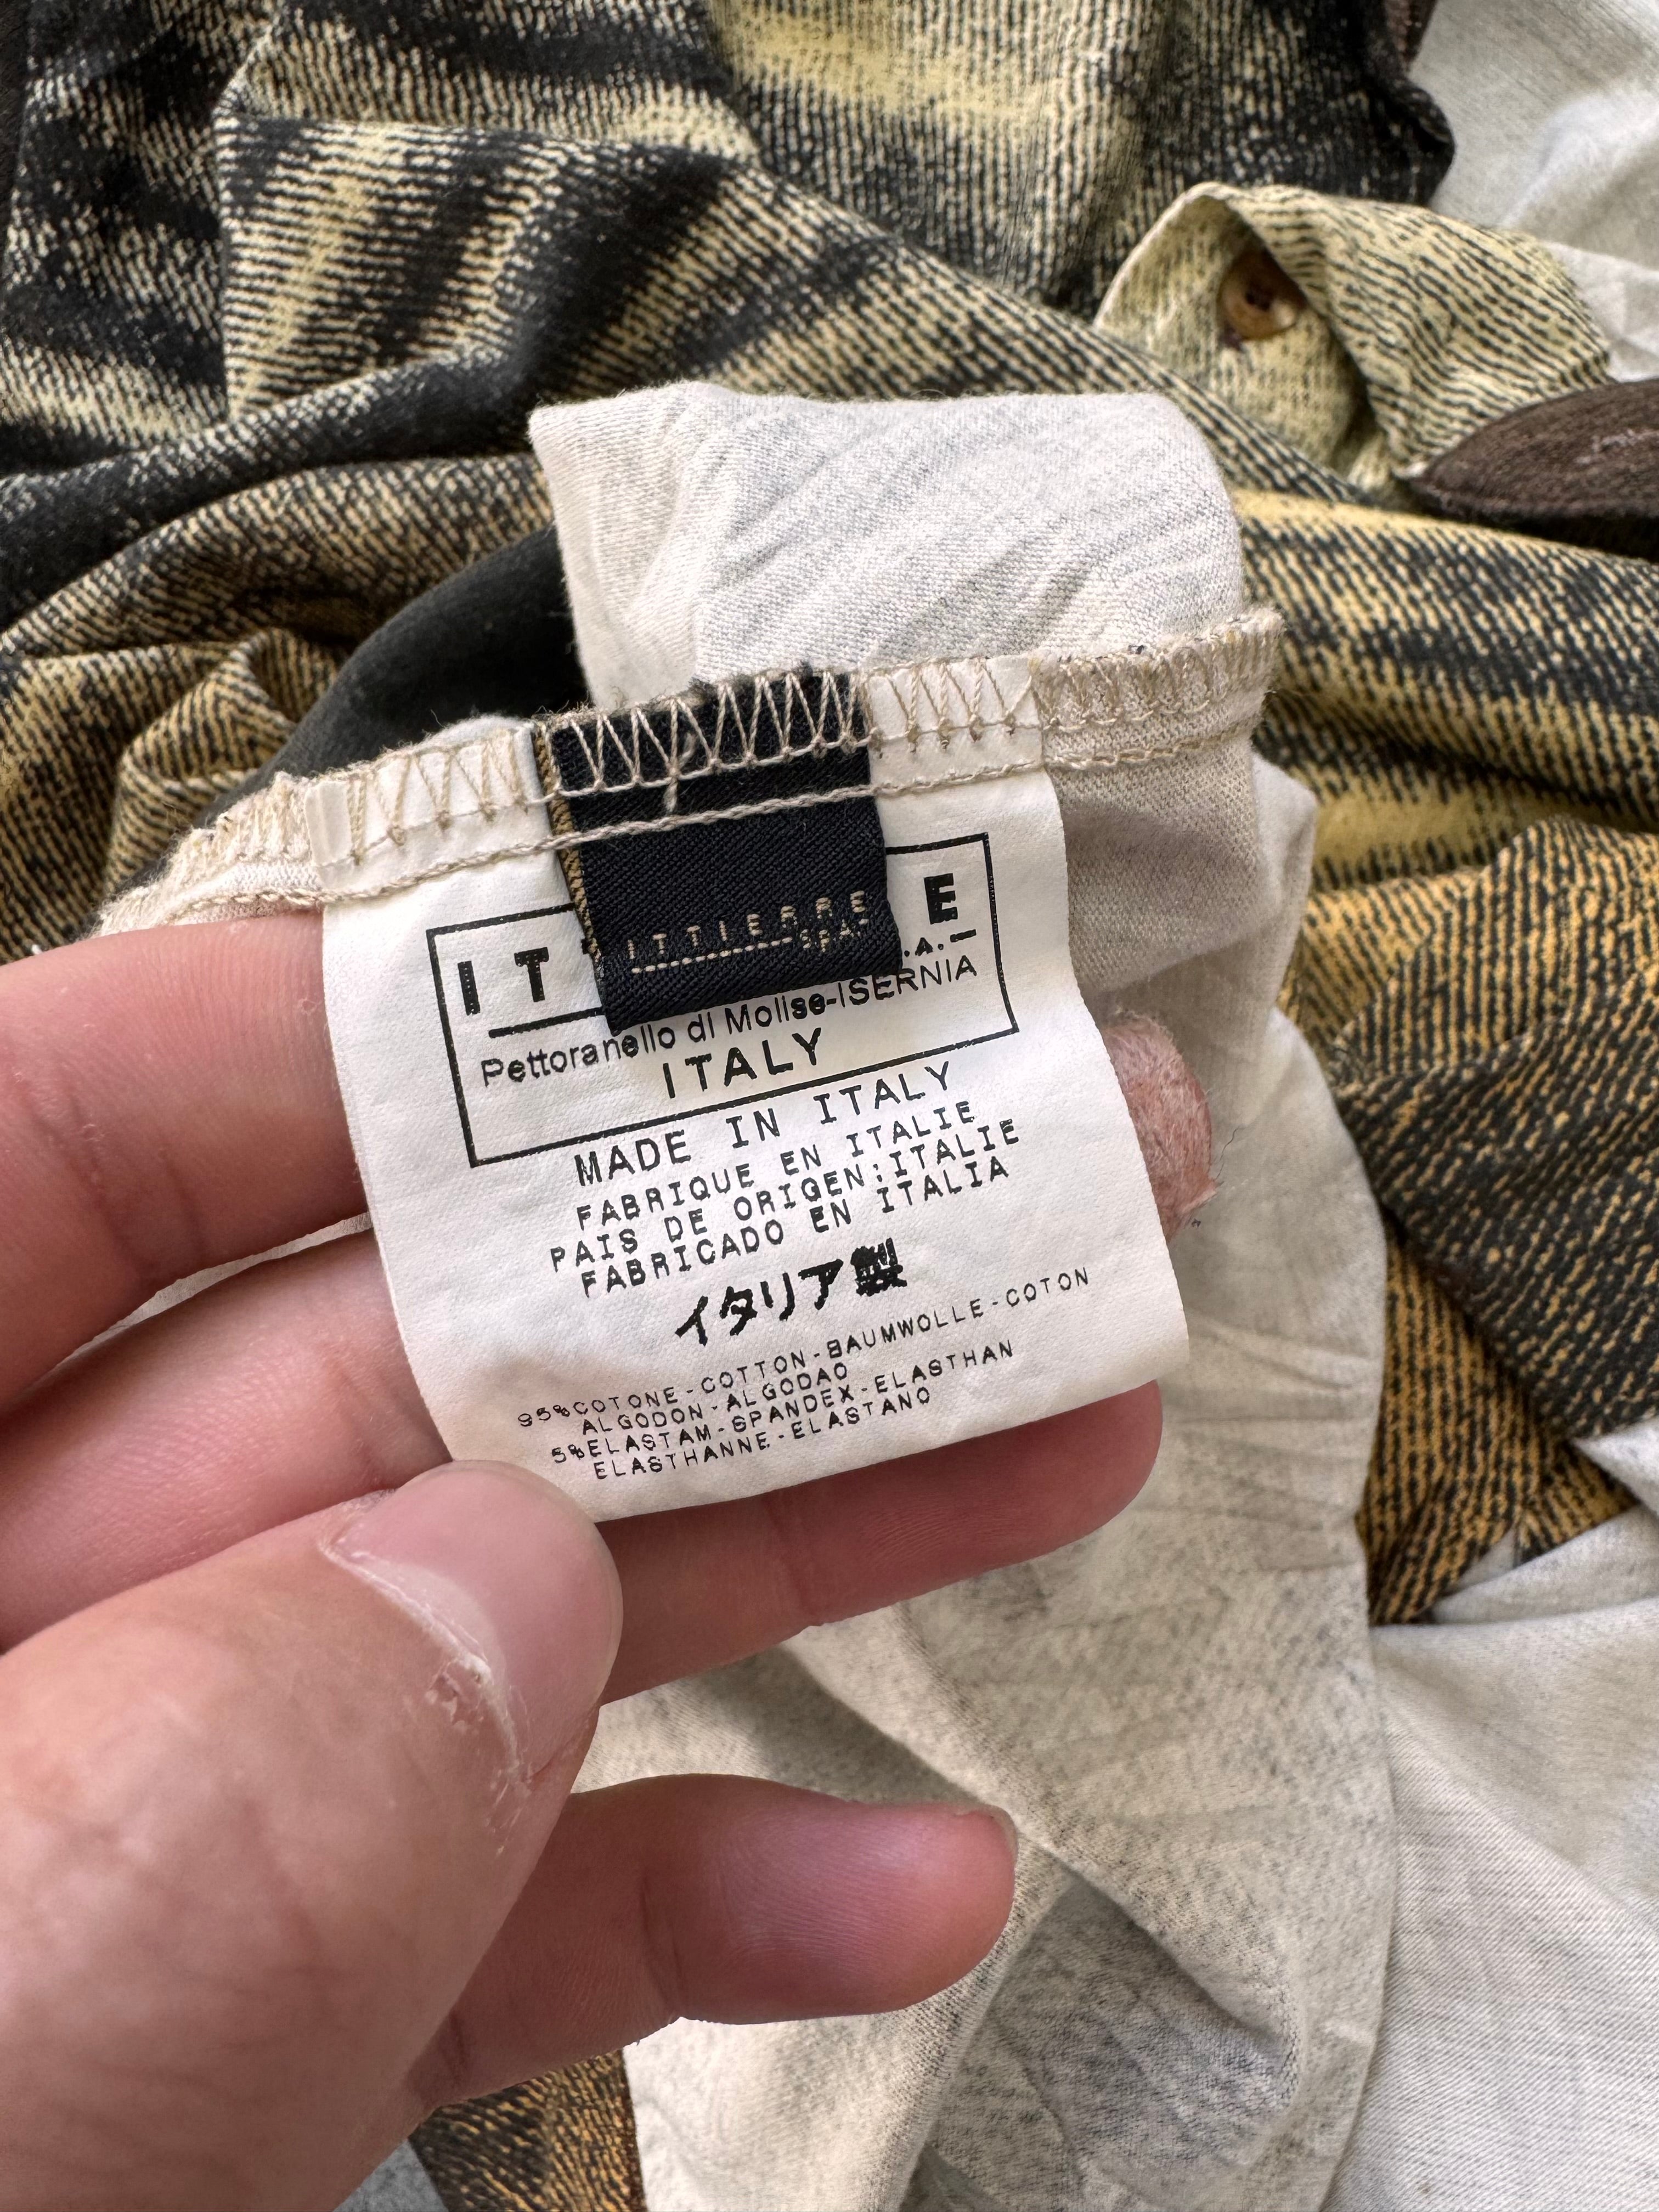 ITTIERRE
SPA
IT E
.A.
Pettoranello di Molise-ISERNIA
ITALY
MADE IN ITALY
FABRIQUE EN ITALIE
PAIS DE ORIGEN:ITALIE
FABRICADO EN ITALIA
イタリア製
95%COTONE-COTTON-BAUMWOLLE-COTON
ALGODON-ALGODAO
5%ELASTAM-SPANDEX-ELASTHAN
ELASTHANNE-ELASTANO